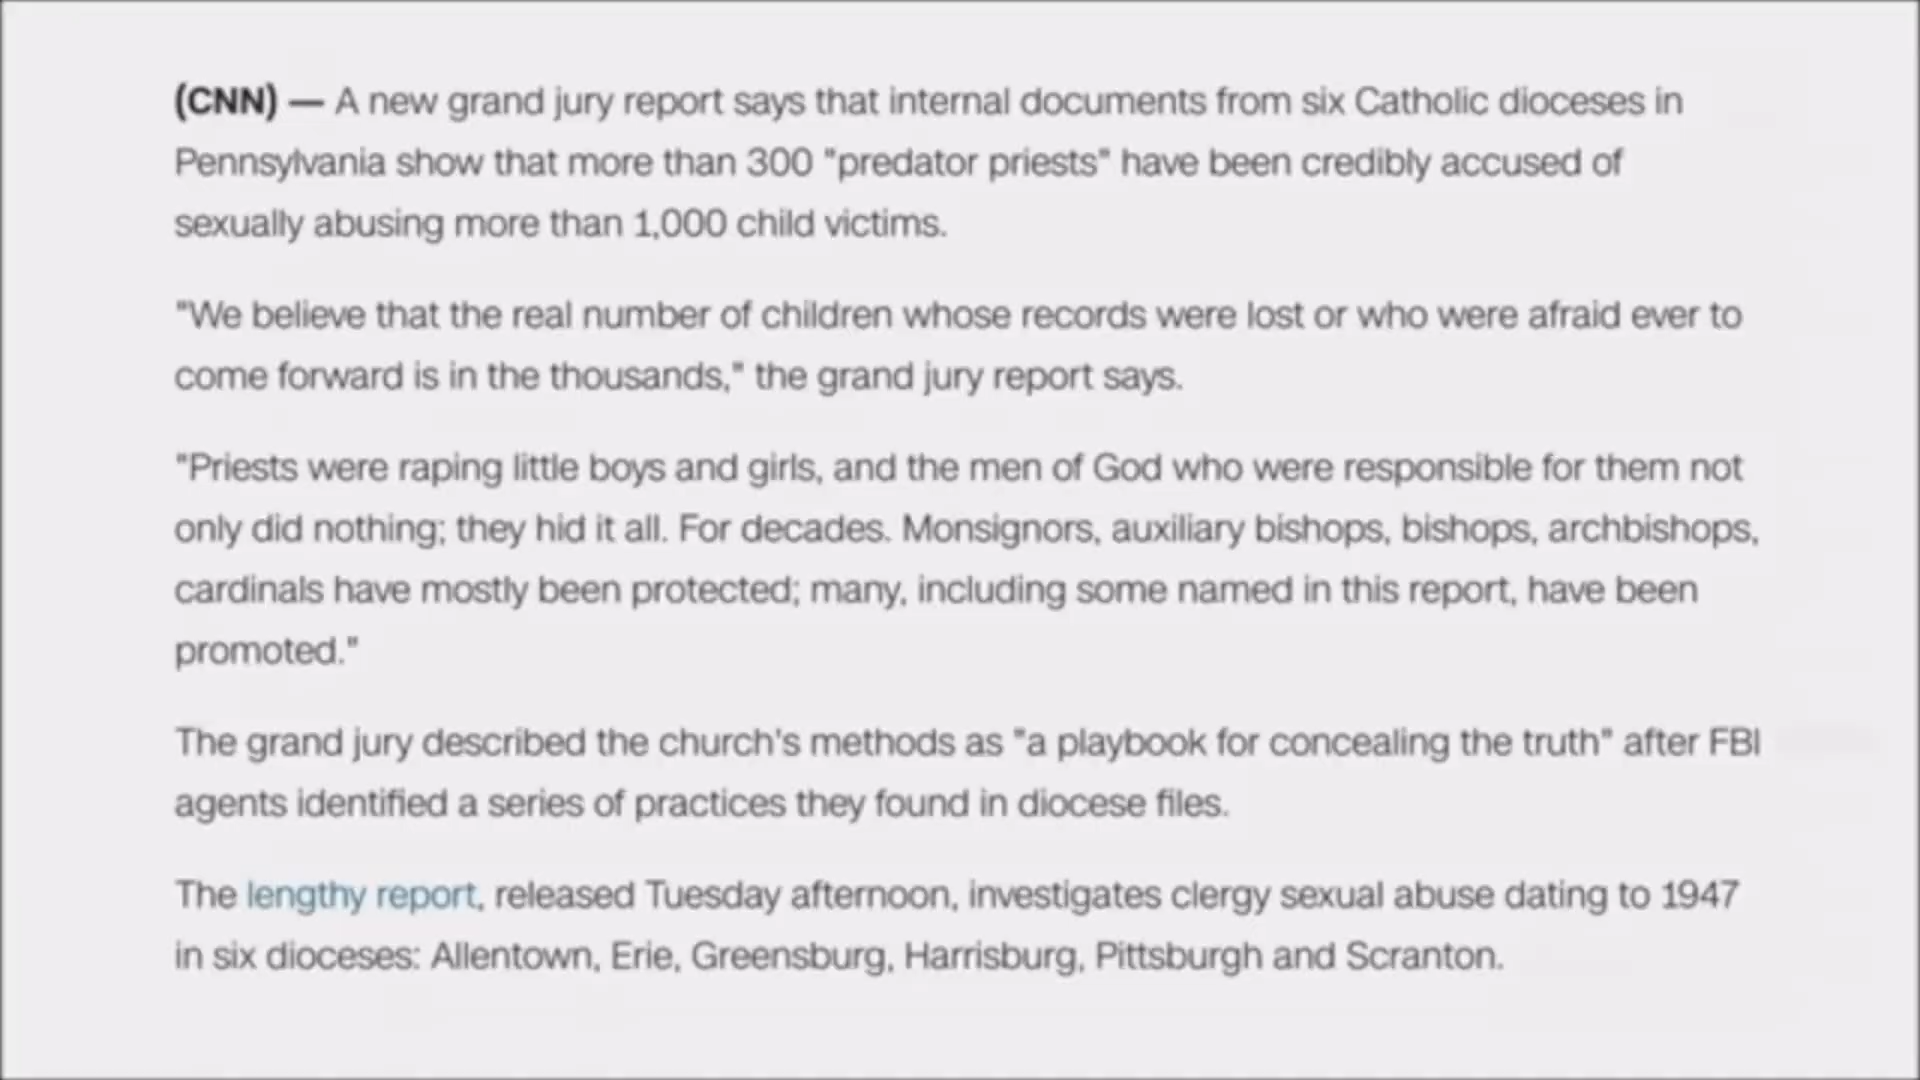 (CNN) — A new grand jury report says that internal documents from six Catholic dioceses in
Pennsylvania show that more than 300 "predator priests" have been credibly accused of
sexually abusing more than 1,000 child victims.
"We believe that the real number of children whose records were lost or who were afraid ever to
come forward is in the thousands," the grand jury report says.
"Priests were raping little boys and girls, and the men of God who were responsible for them not
only did nothing; they hid it all. For decades. Monsignors, auxiliary bishops, bishops, archbishops,
cardinals have mostly been protected; many, including some named in this report, have been
promoted."
The grand jury described the church's methods as "a playbook for concealing the truth" after FBI
agents identified a series of practices they found in diocese files.
The lengthy report, released Tuesday afternoon, investigates clergy sexual abuse dating to 1947
in six dioceses: Allentown, Erie, Greensburg, Harrisburg, Pittsburgh and Scranton.